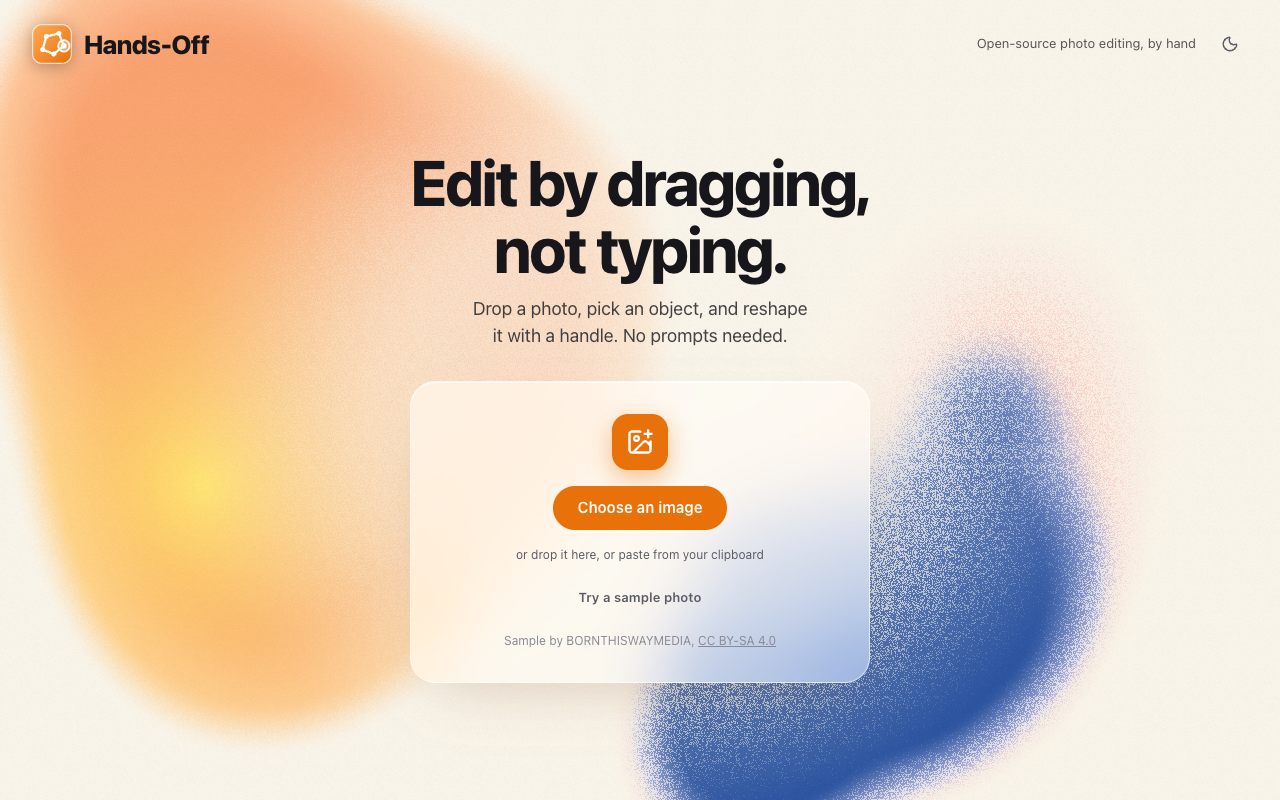 Hands-Off
Open-source photo editing, by hand
Edit by dragging,
not typing.
Drop a photo, pick an object, and reshape
it with a handle. No prompts needed.
Choose an image
or drop it here, or paste from your clipboard
Try a sample photo
Sample by BORNTHISWAYMEDIA, CC BY-SA 4.0